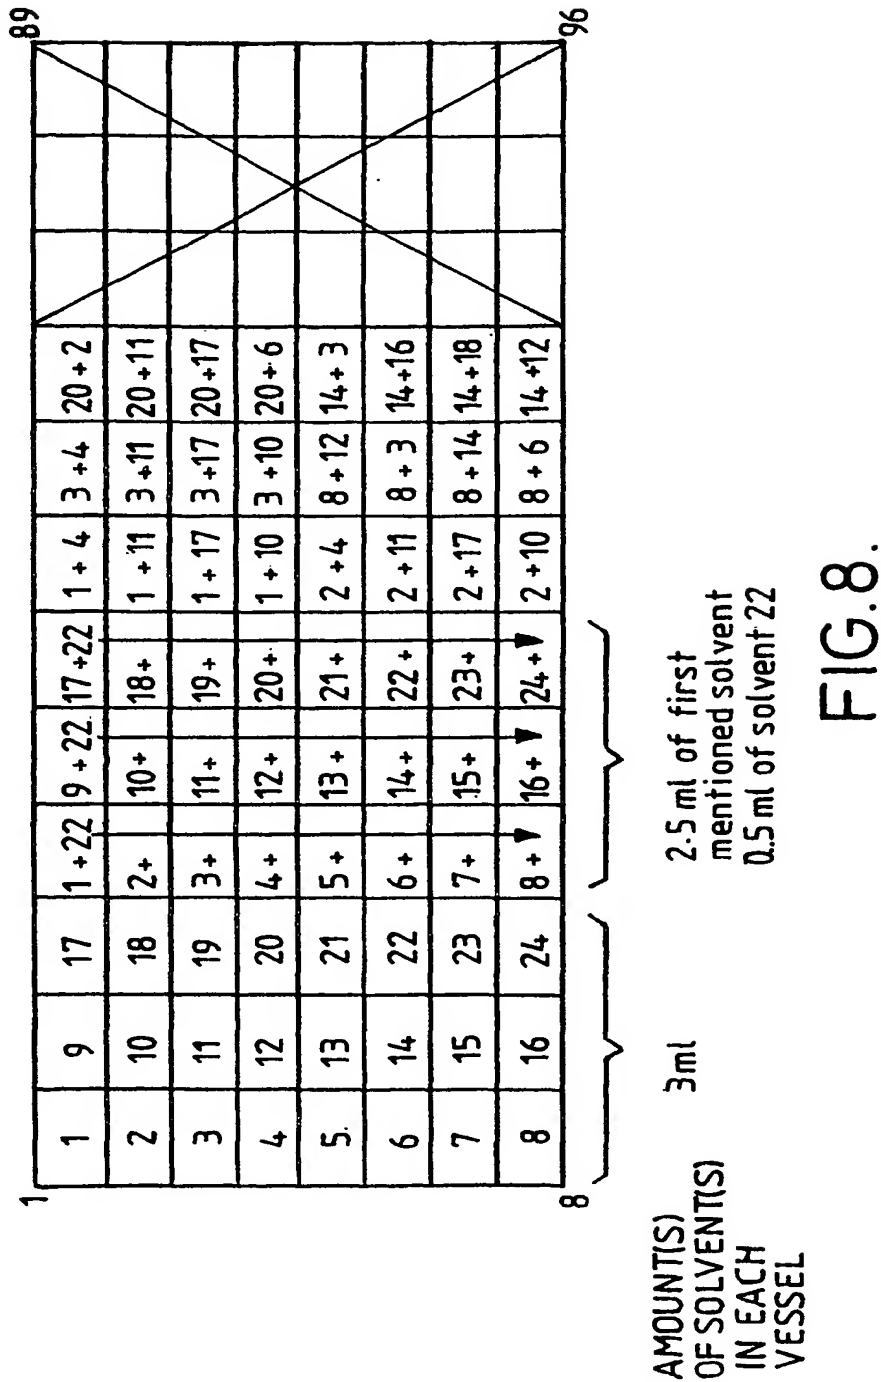 1 89
1 9 17 1+22 9+22 17+22 1+4 3+4 20+2
2 10 18 2+ 10+ 18+ 1+11 3+11 20+11
3 11 19 3+ 11+ 19+ 1+17 3+17 20+17
4 12 20 4+ 12+ 20+ 1+10 3+10 20+6
5 13 21 5+ 13+ 21+ 2+4 8+12 14+3
6 14 22 6+ 14+ 22+ 2+11 8+3 14+16
7 15 23 7+ 15+ 23+ 2+17 8+14 14+18
8 16 24 8+ 16+ 24+ 2+10 8+6 14+12
8 96
AMOUNT(S)
OF SOLVENT(S)
IN EACH
VESSEL
3ml
2·5 ml of first
mentioned solvent
0.5 ml of solvent 22
FIG.8.